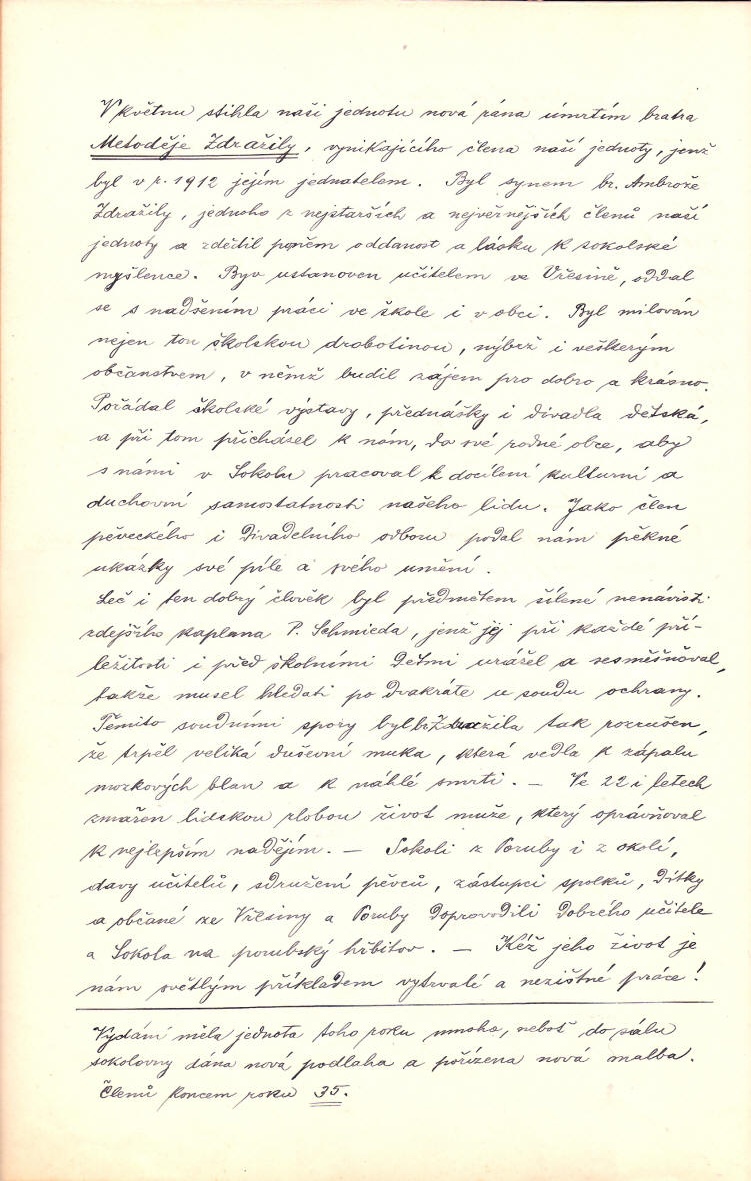 V květnu stihla naši jednotu nová rána úmrtím bratra
Metoděje Zdražily, vynikajícího člena naší jednoty, jenž
byl v r. 1912 jejím jednatelem. Byl synem br. Ambrože
Zdražily, jednoho z nejstarších a nejvěrnějších členů naší
jednoty a zdědil po něm oddanost a lásku k sokolské
myšlence. Byv ustanoven učitelem ve Vřesině, oddal
se s nadšením práci ve škole i v obci. Byl milován
nejen tou školskou drobotinou, nýbrž i veškerým
občanstvem, v němž budil zájem pro dobro a krásno.
Pořádal školské výstavy, přednášky i divadla dětská,
a při tom přicházel k nám, do své rodné obce, aby
s námi v Sokolu pracoval k docílení kulturní a
duchovní samostatnosti našeho lidu. Jako člen
pěveckého i divadelního odboru podal nám pěkné
ukázky své píle a svého umění.
Leč i ten dobrý člověk byl předmětem šílené nenávisti
zdejšího kaplana P. Schmieda, jenž jej při každé pří-
ležitosti i před školními dětmi urážel a sesměšňoval,
takže musel hledati po dvakráte u soudu ochrany.
Těmito soudními spory byl br. Zdražila tak rozrušen,
že trpěl veliká duševní muka, která vedla k zápalu
mozkových blan a k náhlé smrti. — Ve 22 i letech
zmařen lidskou zlobou život muže, který oprávňoval
k nejlepším nadějím. — Sokoli z Poruby i z okolí,
davy učitelů, sdružení pěvců, zástupci spolků, dítky
a občané ze Vřesiny a Poruby doprovodili dobrého učitele
a Sokola na porubský hřbitov. — Kéž jeho život je
nám světlým příkladem vytrvalé a nezištné práce!
Vydání měla jednota toho roku mnoho, neboť do sálu
sokolovny dána nová podlaha a pořízena nová malba.
Členů koncem roku 35.